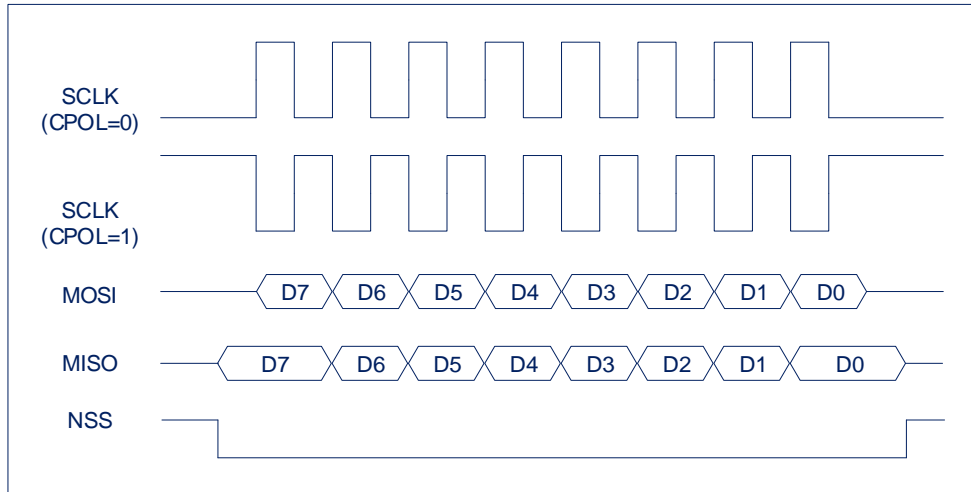 SCLK
(CPOL=0)
SCLK
(CPOL=1)
MOSI
D7 D6 D5 D4 D3 D2 D1 D0
MISO
D7 D6 D5 D4 D3 D2 D1 D0
NSS